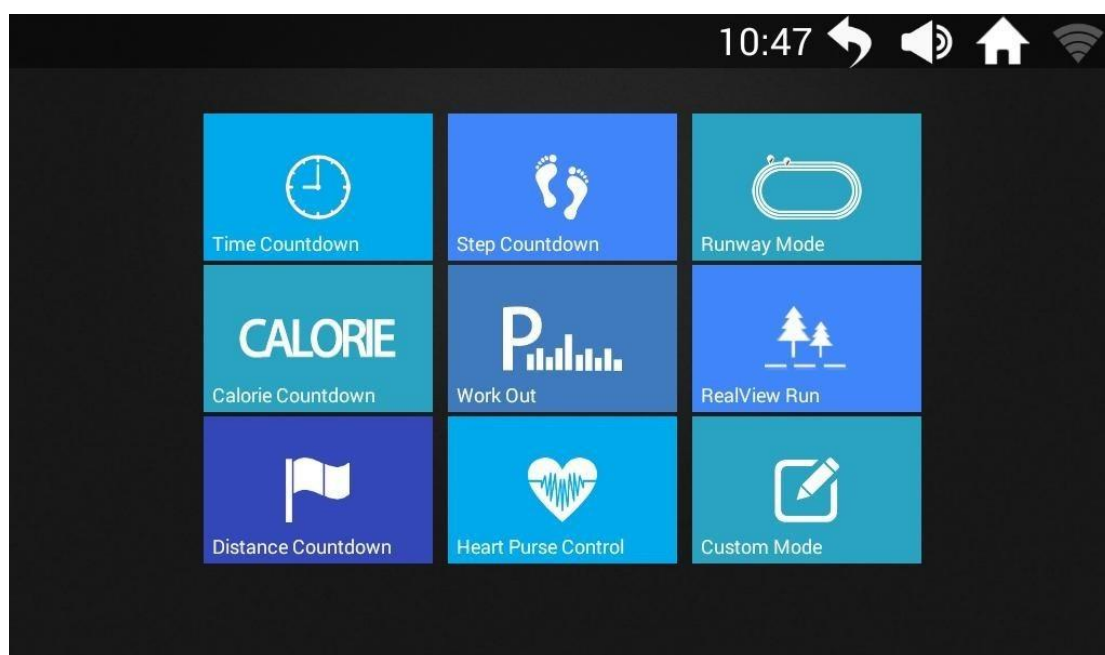 10:47
Time Countdown
Step Countdown
Runway Mode
CALORIE
Calorie Countdown
P
Work Out
RealView Run
Distance Countdown
Heart Purse Control
Custom Mode